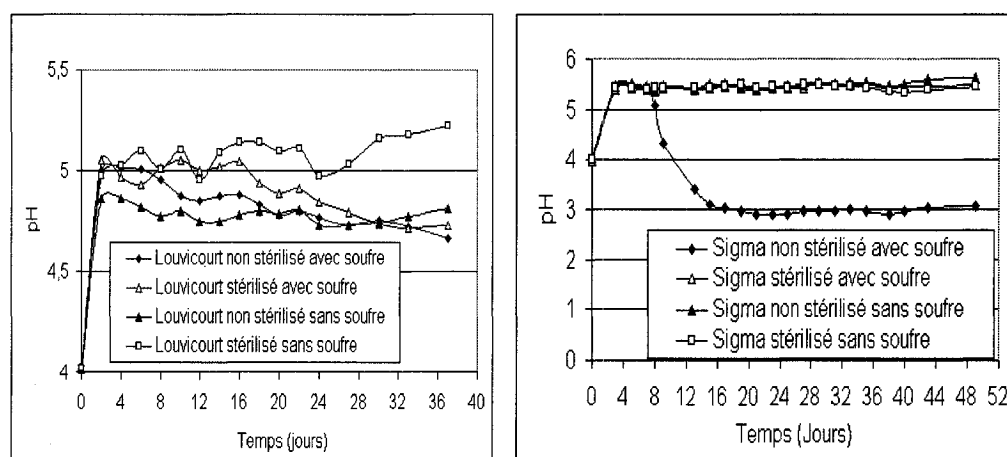 5,5
5
4,5
4
pH
0 4 8 12 16 20 24 28 32 36 40
Temps (jours)
Louvicourt non stérilisé avec soufre
Louvicourt stérilisé avec soufre
Louvicourt non stérilisé sans soufre
Louvicourt stérilisé sans soufre
6
5
4
3
2
1
0
pH
0 4 8 12 16 20 24 28 32 36 40 44 48 52
Temps (Jours)
Sigma non stérilisé avec soufre
Sigma stérilisé avec soufre
Sigma non stérilisé sans soufre
Sigma stérilisé sans soufre